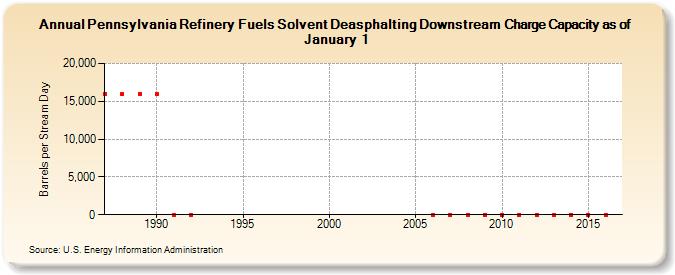 Annual Pennsylvania Refinery Fuels Solvent Deasphalting Downstream Charge Capacity as of
January 1
Barrels per Stream Day
20,000
15,000
10,000
5,000
0
1990 1995 2000 2005 2010 2015
Source: U.S. Energy Information Administration